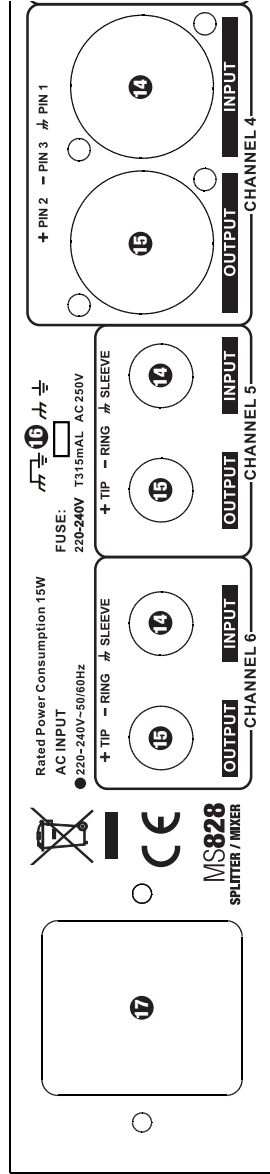 17
MS828
SPLITTER / MIXER
CE
Rated Power Consumption 15W
AC INPUT
220-240V~50/60Hz
+ TIP − RING SLEEVE
15 14
OUTPUT INPUT
CHANNEL 6
16
FUSE:
220-240V T315mAL AC 250V
+ TIP − RING SLEEVE
15 14
OUTPUT INPUT
CHANNEL 5
+ PIN 2 − PIN 3 PIN 1
15 14
OUTPUT INPUT
CHANNEL 4